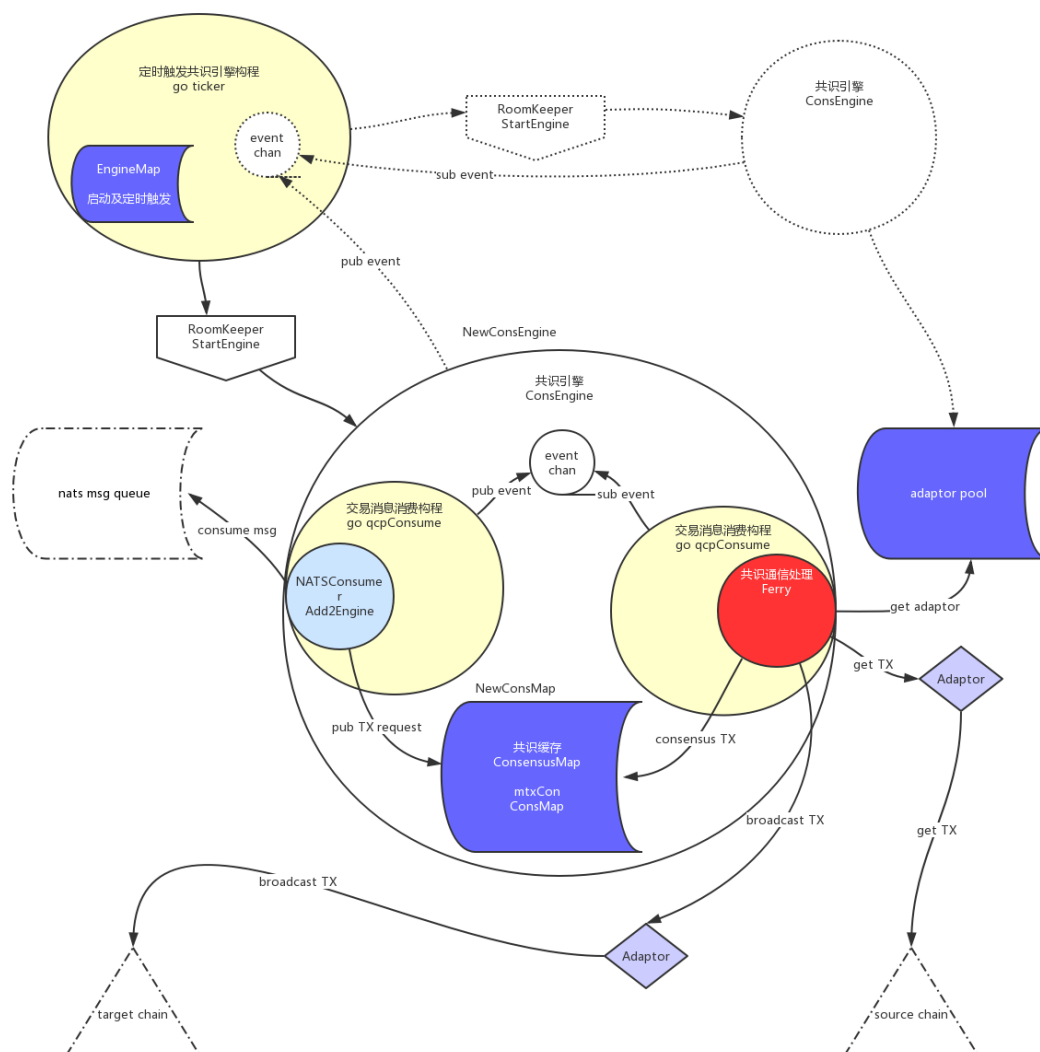 定时触发共识引擎构程
go ticker
event
chan
EngineMap
启动及定时触发
RoomKeeper
StartEngine
共识引擎
ConsEngine
sub event
pub event
RoomKeeper
StartEngine
NewConsEngine
共识引擎
ConsEngine
event
chan
pub event
sub event
nats msg queue
consume msg
交易消息消费构程
go qcpConsume
NATSConsume
r
Add2Engine
交易消息消费构程
go qcpConsume
共识通信处理
Ferry
adaptor pool
get adaptor
get TX
Adaptor
NewConsMap
pub TX request
共识缓存
ConsensusMap
mtxCon
ConsMap
consensus TX
broadcast TX
get TX
broadcast TX
Adaptor
target chain
source chain